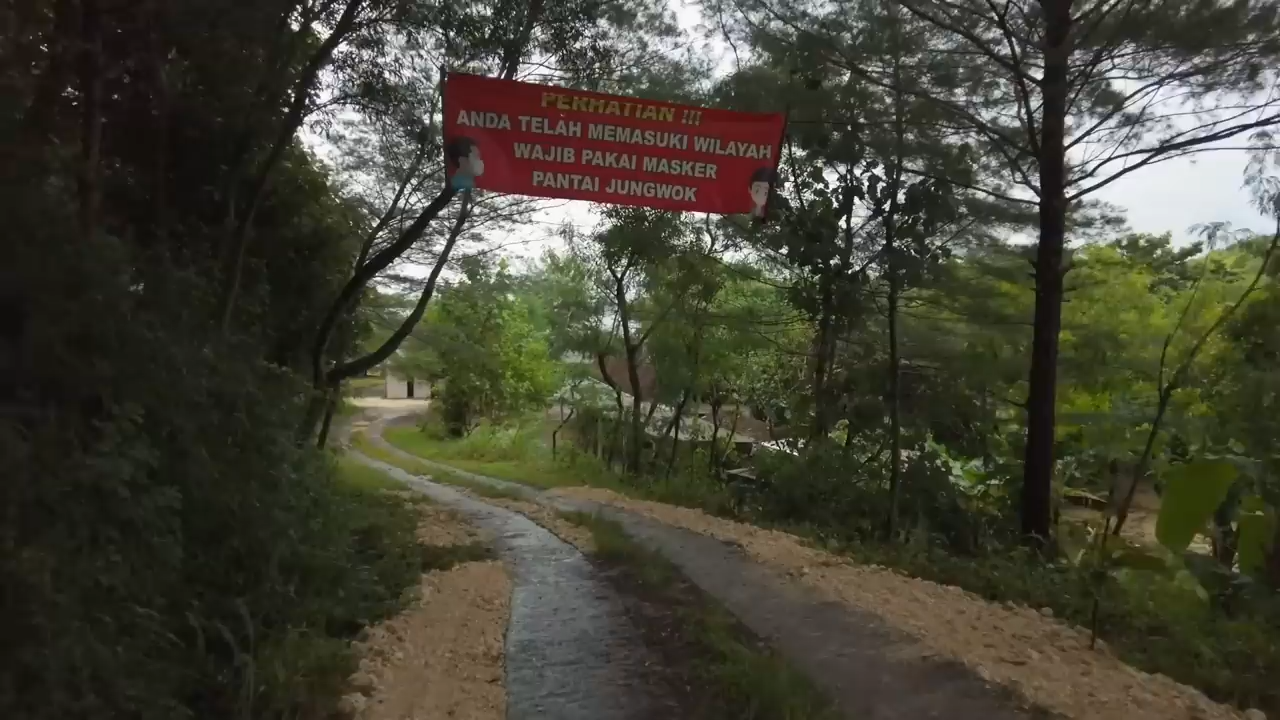 PERHATIAN !!!
ANDA TELAH MEMASUKI WILAYAH
WAJIB PAKAI MASKER
PANTAI JUNGWOK